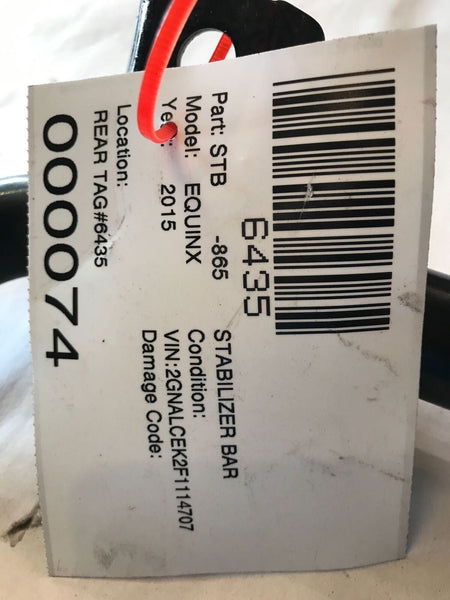 6435
Part: STB -865 STABILIZER BAR
Model: EQUINX Condition:
2015 VIN:2GNALCEK2F1114707
Damage Code:
Location:
REAR TAG#6435
000074